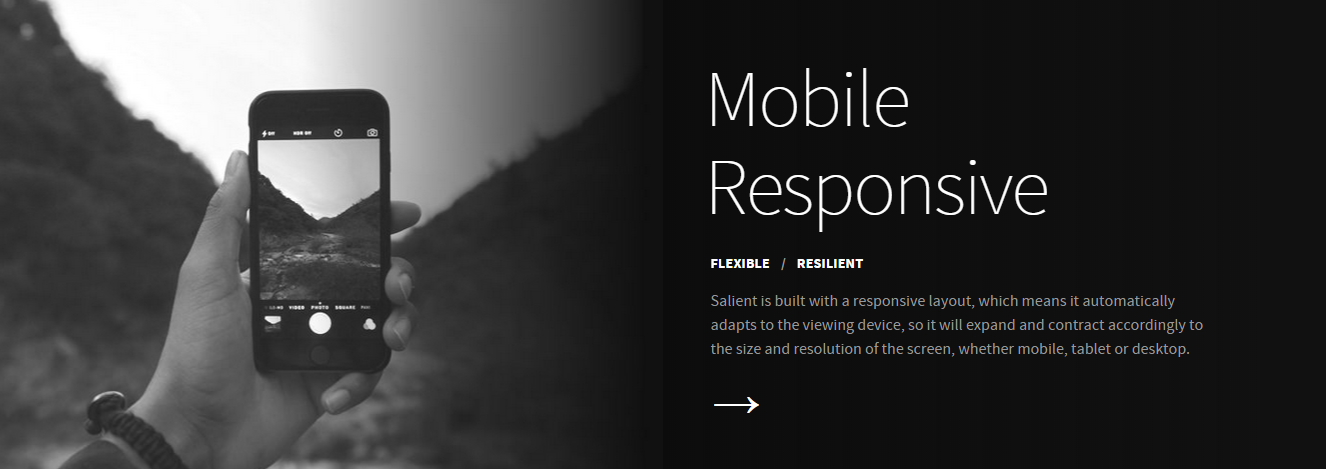 Mobile
Responsive
FLEXIBLE / RESILIENT
Salient is built with a responsive layout, which means it automatically
adapts to the viewing device, so it will expand and contract accordingly to
the size and resolution of the screen, whether mobile, tablet or desktop.
VIDEO PHOTO SQUARE